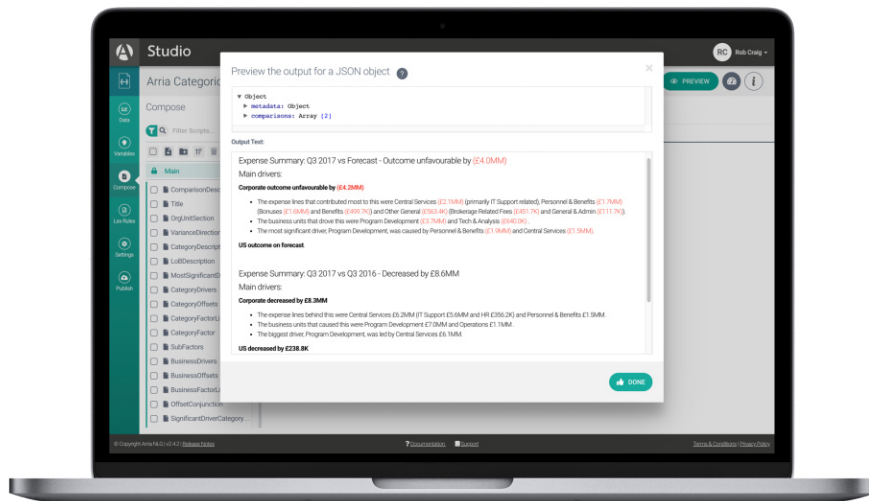 Studio
RC Rob Craig
Arria Categoric
PREVIEW
i
Compose
Filter Scripts...
Main
ComparisonDesc
Title
OrgUnitSection
VarianceDirection
CategoryDescript
LoBDescription
MostSignificantD
CategoryDrivers
CategoryOffsets
CategoryFactorLi
CategoryFactor
SubFactors
BusinessDrivers
BusinessOffsets
BusinessFactorLi
OffsetConjunction
SignificantDriverCategory...
Data
Variables
Compose
Lex-Rules
Settings
Publish
Preview the output for a JSON object ?
Object
metadata: Object
comparisons: Array (2)
Output Text:
Expense Summary: Q3 2017 vs Forecast - Outcome unfavourable by (£4.0MM)
Main drivers:
Corporate outcome unfavourable by (£4.2MM)
The expense lines that contributed most to this were Central Services (£2.1MM) (primarily IT Support related), Personnel & Benefits (£1.7MM)
(Bonuses (£1.6MM) and Benefits (£499.7K)) and Other General (£563.4K) (Brokerage Related Fees (£451.7K) and General & Admin (£111.7K)).
The business units that drove this were Program Development (£3.7MM) and Tech & Analysis (£640.0K).
The most significant driver, Program Development, was caused by Personnel & Benefits (£1.9MM) and Central Services (£1.5MM).
US outcome on forecast.
Expense Summary: Q3 2017 vs Q3 2016 - Decreased by £8.6MM
Main drivers:
Corporate decreased by £8.3MM
The expense lines behind this were Central Services £6.2MM (IT Support £5.6MM and HR £356.2K) and Personnel & Benefits £1.5MM.
The business units that caused this were Program Development £7.0MM and Operations £1.1MM.
The biggest driver, Program Development, was led by Central Services £6.1MM.
US decreased by £238.8K
DONE
© Copyright Arria NLG | v2.4.2 | Release Notes
? Documentation Support
Terms & Conditions | Privacy Policy